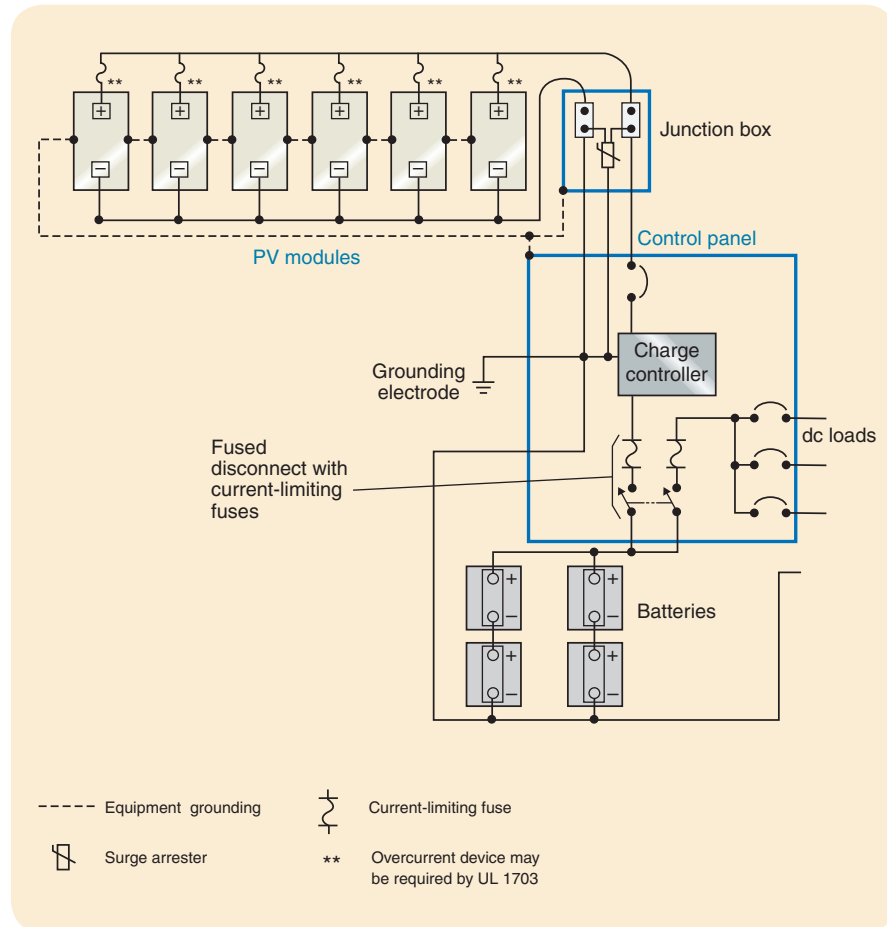 ** ** ** ** ** **
+ + + + + +
− − − − − −
Junction box
PV modules
Control panel
Charge
controller
Grounding
electrode
dc loads
Fused
disconnect with
current-limiting
fuses
+ +
− −
Batteries
+ +
− −
Equipment grounding
Current-limiting fuse
Surge arrester
** Overcurrent device may
be required by UL 1703